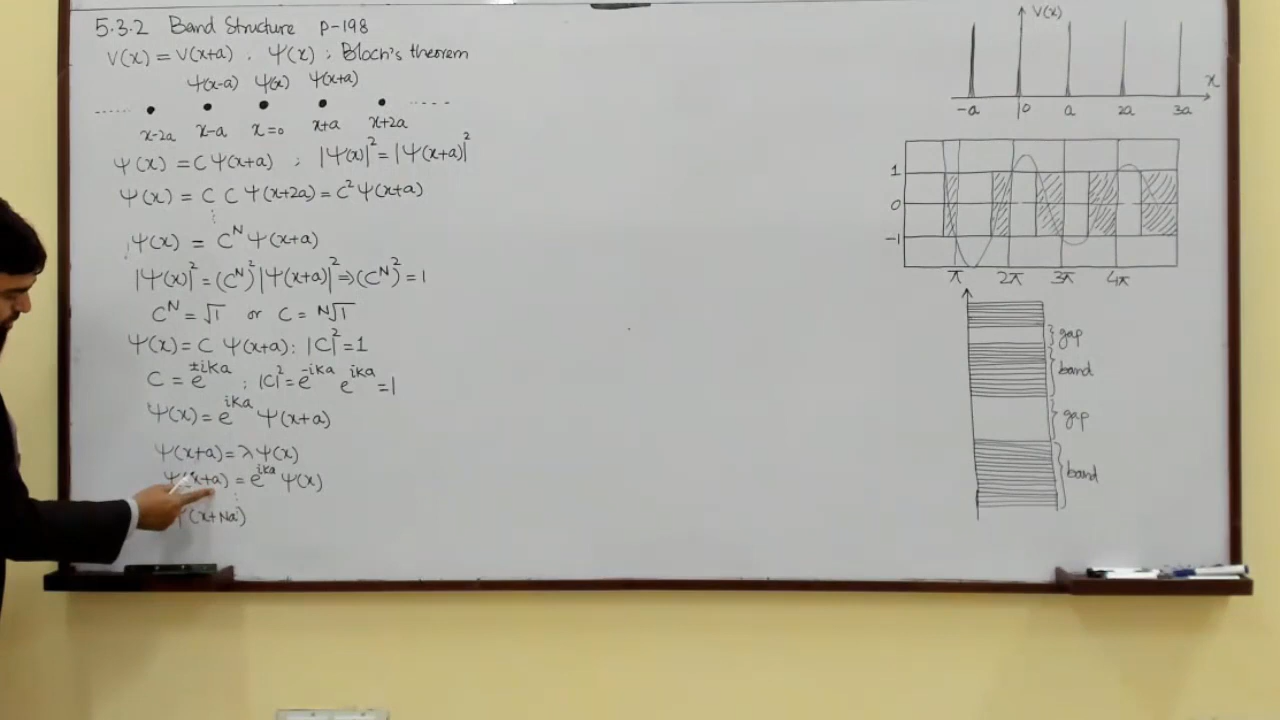 5.3.2 Band Structure P-198
V(x) = V(x+a) . Ψ(x) ; Bloch's theorem
Ψ(x-a) Ψ(x) Ψ(x+a)
x-2a x-a x=0 x+a x+2a
Ψ(x) = C Ψ(x+a) ; |Ψ(x)|² = |Ψ(x+a)|²
Ψ(x) = C C Ψ(x+2a) = C² Ψ(x+a)
⋮
Ψ(x) = C^N Ψ(x+a)
|Ψ(x)|² = (C^N)² |Ψ(x+a)|² ⇒ (C^N)² = 1
C^N = √1 or C = N√1
Ψ(x) = C Ψ(x+a) : |C|² = 1
C = e^±ika ; |C|² = e^-ika e^ika = 1
Ψ(x) = e^ika Ψ(x+a)
Ψ(x+a) = λ Ψ(x)
Ψ(x+a) = e^ika Ψ(x)
⋮
Ψ(x+Na)
V(x)
x
-a 0 a 2a 3a
1
0
-1
π 2π 3π 4π
gap
band
gap
band